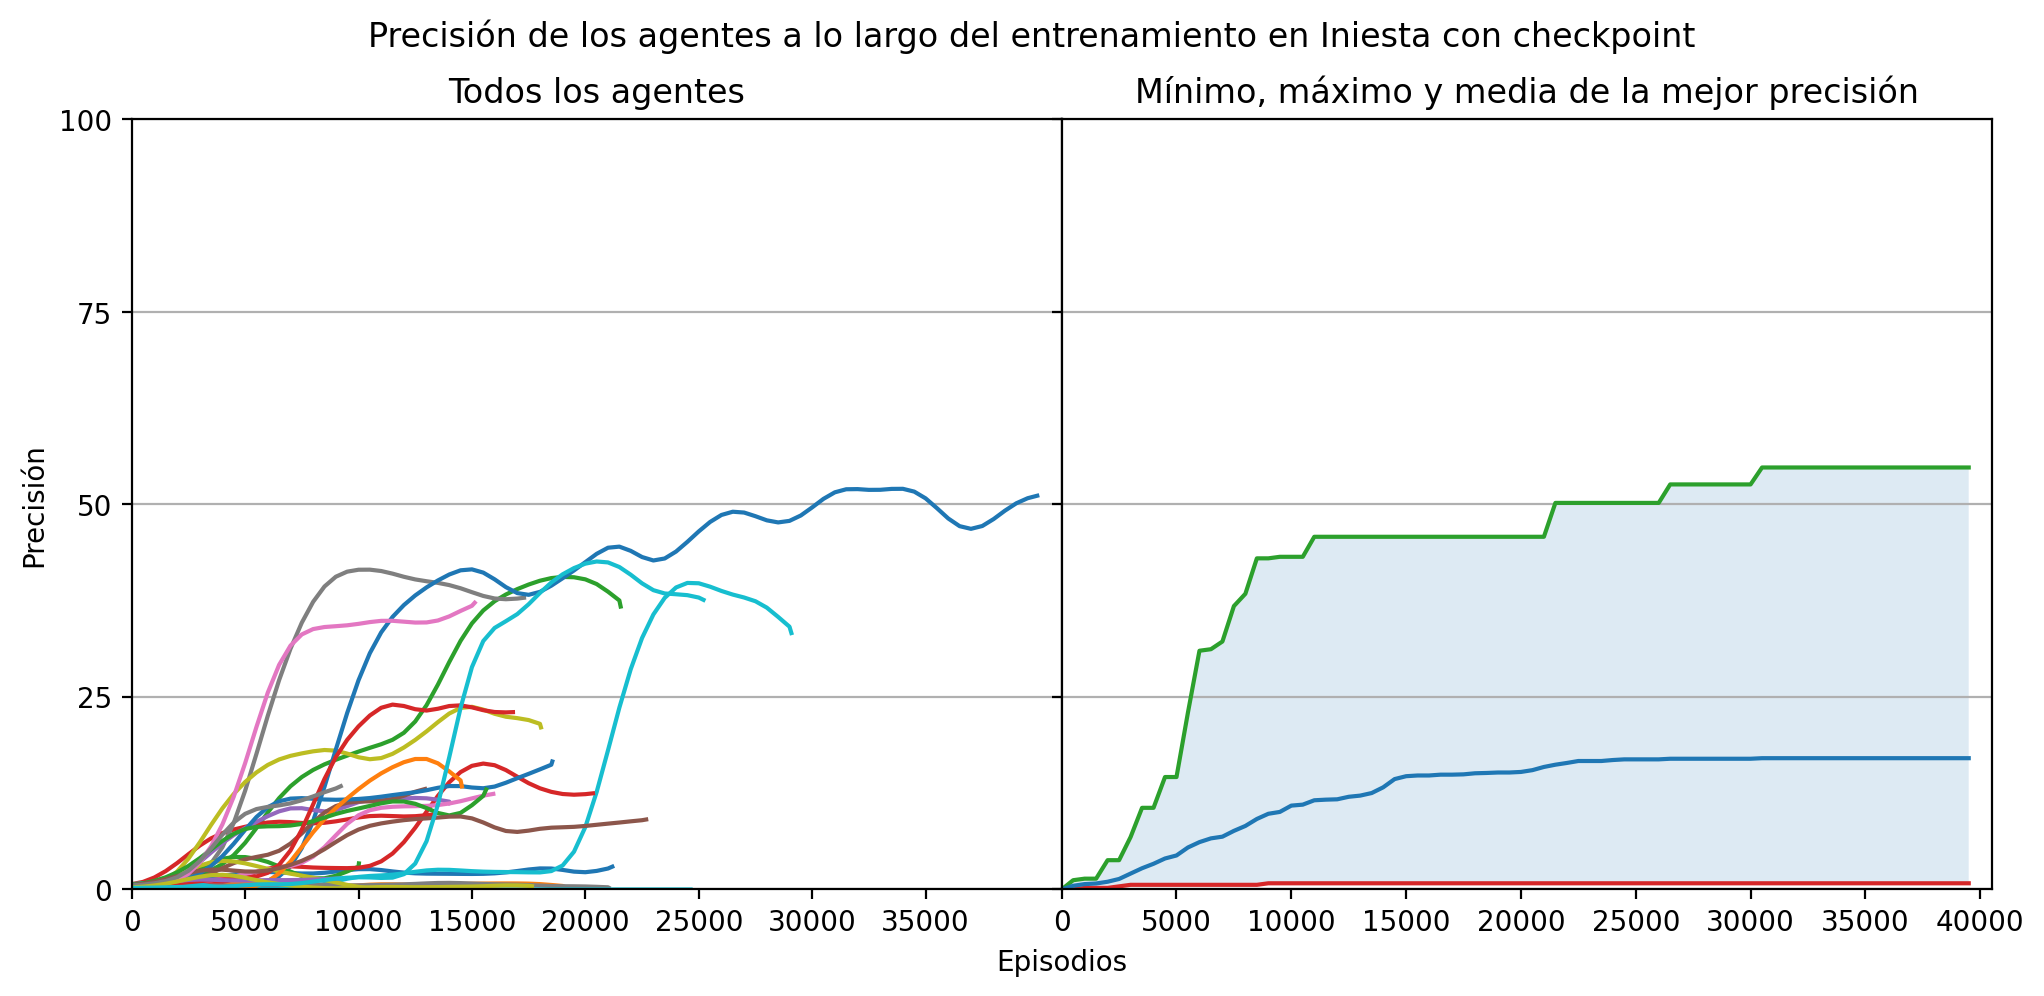 Precisión de los agentes a lo largo del entrenamiento en Iniesta con checkpoint
Todos los agentes
Mínimo, máximo y media de la mejor precisión
100
75
50
25
0
Precisión
0 5000 10000 15000 20000 25000 30000 35000
0 5000 10000 15000 20000 25000 30000 35000 40000
Episodios